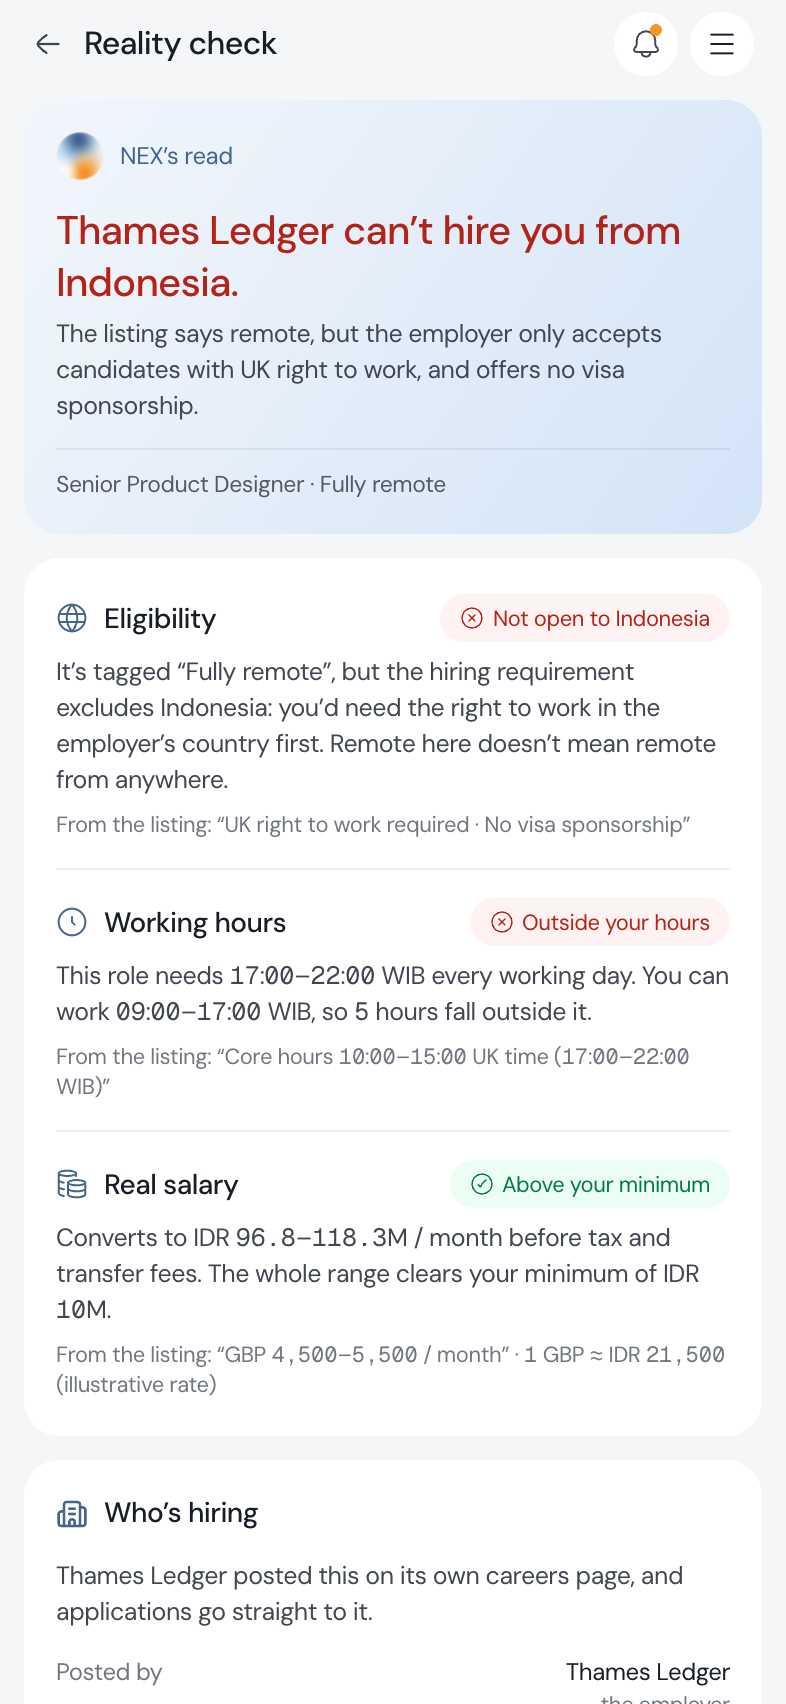 Reality check
NEX’s read
Thames Ledger can’t hire you from
Indonesia.
The listing says remote, but the employer only accepts
candidates with UK right to work, and offers no visa
sponsorship.
Senior Product Designer · Fully remote
Eligibility
Not open to Indonesia
It’s tagged “Fully remote”, but the hiring requirement
excludes Indonesia: you’d need the right to work in the
employer’s country first. Remote here doesn’t mean remote
from anywhere.
From the listing: “UK right to work required · No visa sponsorship”
Working hours
Outside your hours
This role needs 17:00–22:00 WIB every working day. You can
work 09:00–17:00 WIB, so 5 hours fall outside it.
From the listing: “Core hours 10:00–15:00 UK time (17:00–22:00
WIB)”
Real salary
Above your minimum
Converts to IDR 96.8–118.3M / month before tax and
transfer fees. The whole range clears your minimum of IDR
10M.
From the listing: “GBP 4,500–5,500 / month” · 1 GBP ≈ IDR 21,500
(illustrative rate)
Who’s hiring
Thames Ledger posted this on its own careers page, and
applications go straight to it.
Posted by
Thames Ledger
the employer